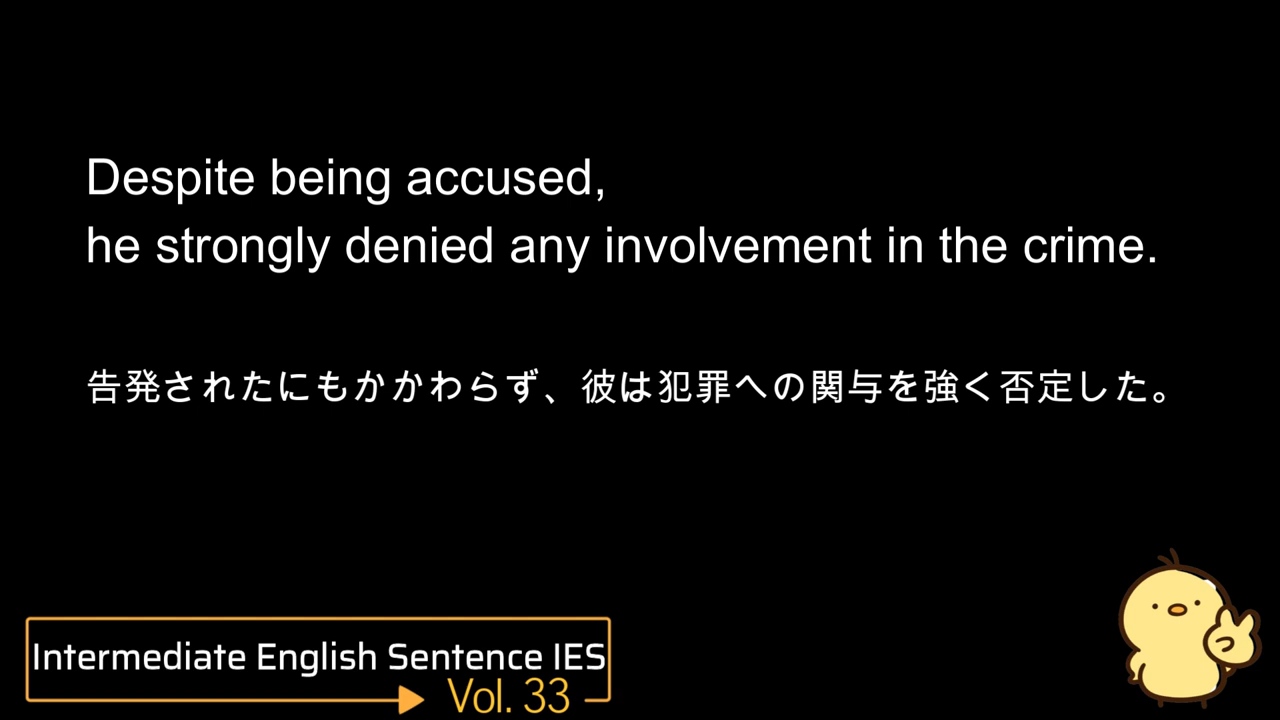 Despite being accused,
he strongly denied any involvement in the crime.
告発されたにもかかわらず、彼は犯罪への関与を強く否定した。
Intermediate English Sentence IES
Vol. 33